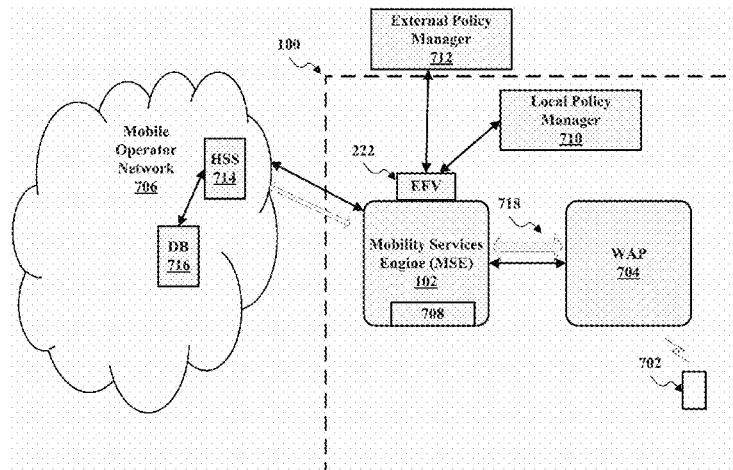 External Policy
Manager
712
100
Local Policy
Manager
710
Mobile
Operator
Network
706
HSS
714
222
EFV
718
DB
716
Mobility Services
Engine (MSE)
102
WAP
704
708
702